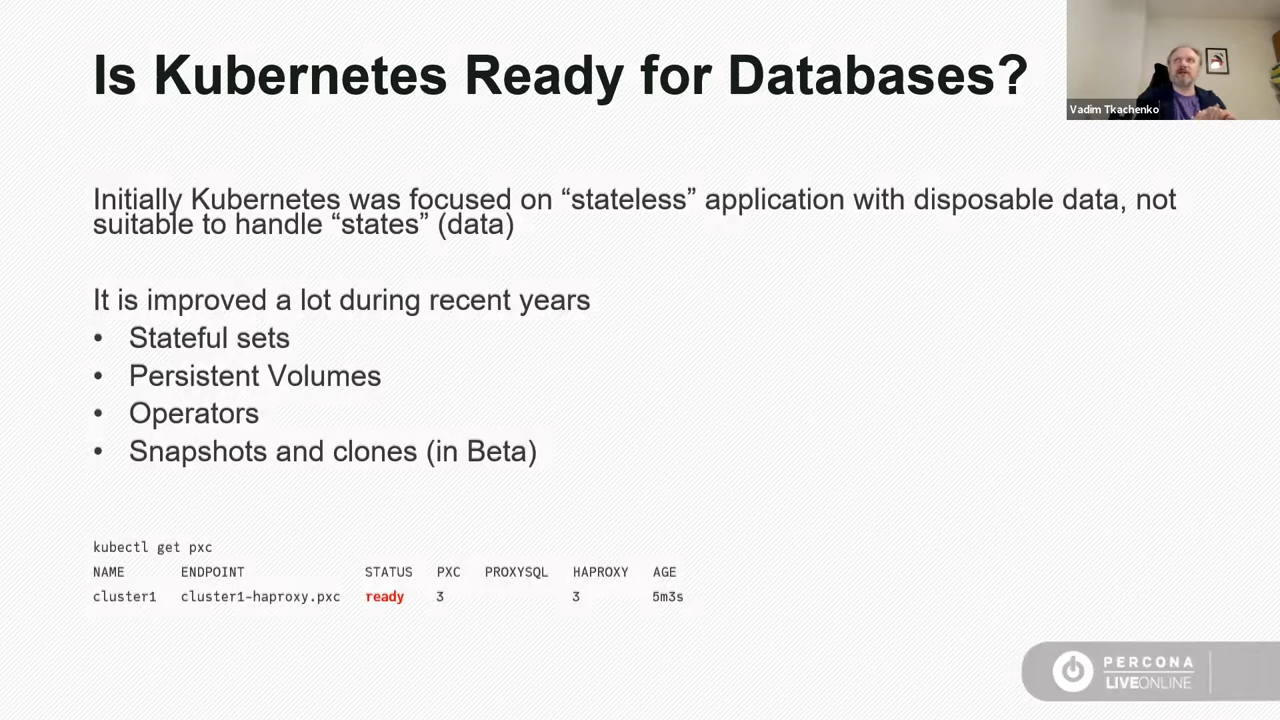 Is Kubernetes Ready for Databases?
Vadim Tkachenko
Initially Kubernetes was focused on “stateless” application with disposable data, not
suitable to handle “states” (data)
It is improved a lot during recent years
• Stateful sets
• Persistent Volumes
• Operators
• Snapshots and clones (in Beta)
kubectl get pxc
NAME ENDPOINT STATUS PXC PROXYSQL HAPROXY AGE
cluster1 cluster1-haproxy.pxc ready 3 3 5m3s
PERCONA
LIVEONLINE